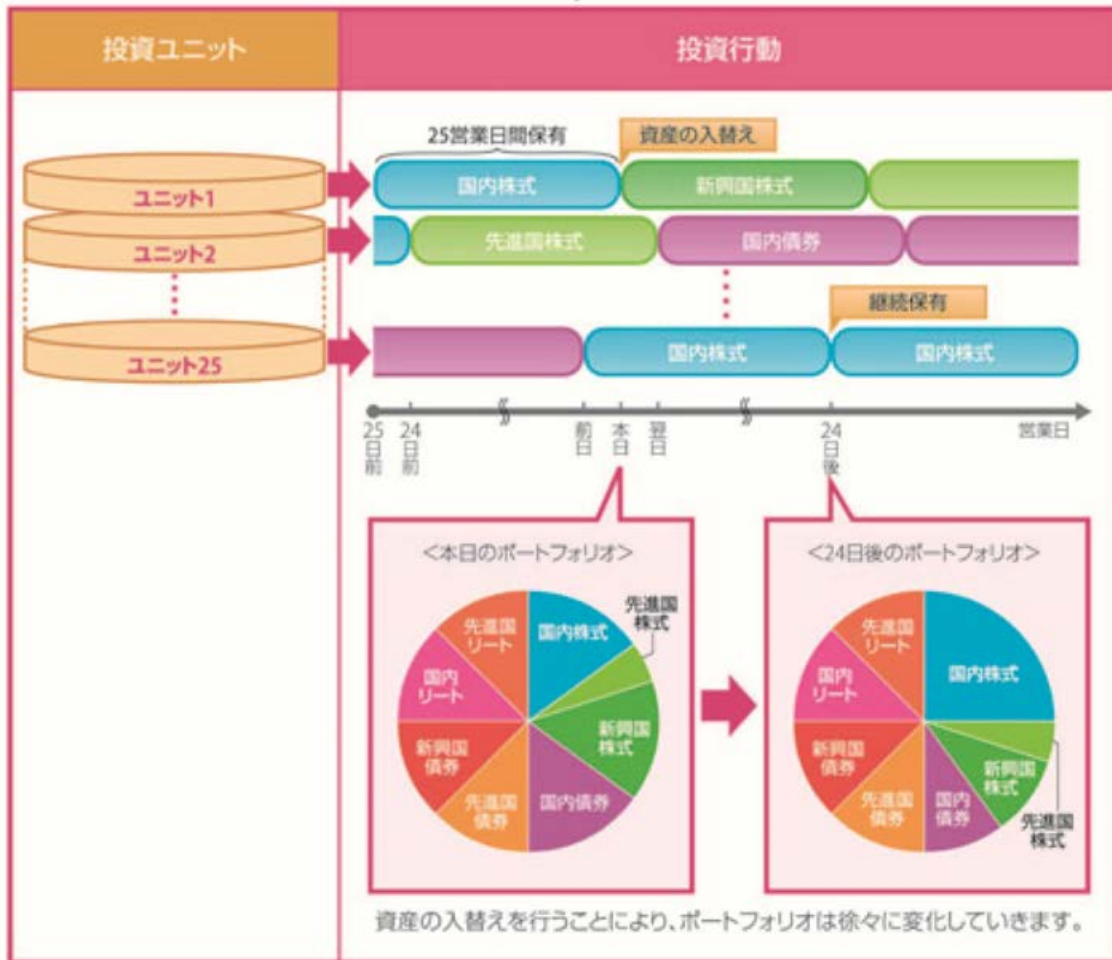 投資ユニット
投資行動
25営業日間保有
資産の入替え
ユニット1
国内株式
新興国株式
ユニット2
先進国株式
国内債券
継続保有
ユニット25
国内株式
国内株式
25日前
24日前
前日
本日
翌日
24日後
営業日
<本日のポートフォリオ>
国内株式
先進国
株式
新興国
株式
国内債券
先進国
債券
新興国
債券
国内
リート
先進国
リート
<24日後のポートフォリオ>
国内株式
先進国
株式
新興国
株式
国内
債券
先進国
債券
新興国
債券
国内
リート
先進国
リート
資産の入替えを行うことにより、ポートフォリオは徐々に変化していきます。